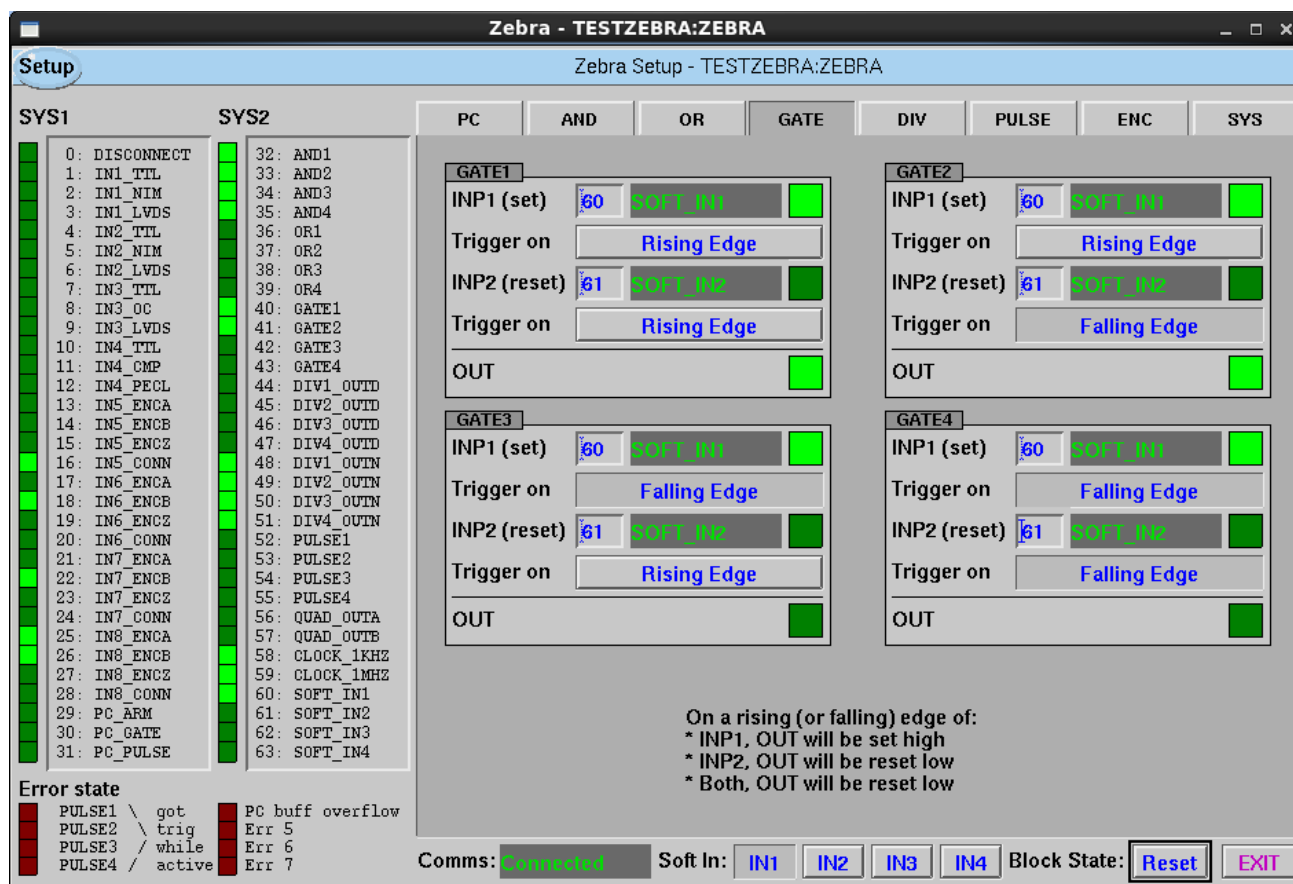 Zebra - TESTZEBRA:ZEBRA
Setup
Zebra Setup - TESTZEBRA:ZEBRA
SYS1
SYS2
0: DISCONNECT
1: IN1_TTL
2: IN1_NIM
3: IN1_LVDS
4: IN2_TTL
5: IN2_NIM
6: IN2_LVDS
7: IN3_TTL
8: IN3_OC
9: IN3_LVDS
10: IN4_TTL
11: IN4_CMP
12: IN4_PECL
13: IN5_ENCA
14: IN5_ENCB
15: IN5_ENCZ
16: IN5_CONN
17: IN6_ENCA
18: IN6_ENCB
19: IN6_ENCZ
20: IN6_CONN
21: IN7_ENCA
22: IN7_ENCB
23: IN7_ENCZ
24: IN7_CONN
25: IN8_ENCA
26: IN8_ENCB
27: IN8_ENCZ
28: IN8_CONN
29: PC_ARM
30: PC_GATE
31: PC_PULSE
32: AND1
33: AND2
34: AND3
35: AND4
36: OR1
37: OR2
38: OR3
39: OR4
40: GATE1
41: GATE2
42: GATE3
43: GATE4
44: DIV1_OUTD
45: DIV2_OUTD
46: DIV3_OUTD
47: DIV4_OUTD
48: DIV1_OUTN
49: DIV2_OUTN
50: DIV3_OUTN
51: DIV4_OUTN
52: PULSE1
53: PULSE2
54: PULSE3
55: PULSE4
56: QUAD_OUTA
57: QUAD_OUTB
58: CLOCK_1KHZ
59: CLOCK_1MHZ
60: SOFT_IN1
61: SOFT_IN2
62: SOFT_IN3
63: SOFT_IN4
Error state
PULSE1 \ got
PULSE2 \ trig
PULSE3 / while
PULSE4 / active
PC buff overflow
Err 5
Err 6
Err 7
PC AND OR GATE DIV PULSE ENC SYS
GATE1
INP1 (set) 60 SOFT_IN1
Trigger on Rising Edge
INP2 (reset) 61 SOFT_IN2
Trigger on Rising Edge
OUT
GATE2
INP1 (set) 60 SOFT_IN1
Trigger on Rising Edge
INP2 (reset) 61 SOFT_IN2
Trigger on Falling Edge
OUT
GATE3
INP1 (set) 60 SOFT_IN1
Trigger on Falling Edge
INP2 (reset) 61 SOFT_IN2
Trigger on Rising Edge
OUT
GATE4
INP1 (set) 60 SOFT_IN1
Trigger on Falling Edge
INP2 (reset) 61 SOFT_IN2
Trigger on Falling Edge
OUT
On a rising (or falling) edge of:
* INP1, OUT will be set high
* INP2, OUT will be reset low
* Both, OUT will be reset low
Comms: Connected Soft In: IN1 IN2 IN3 IN4 Block State: Reset EXIT